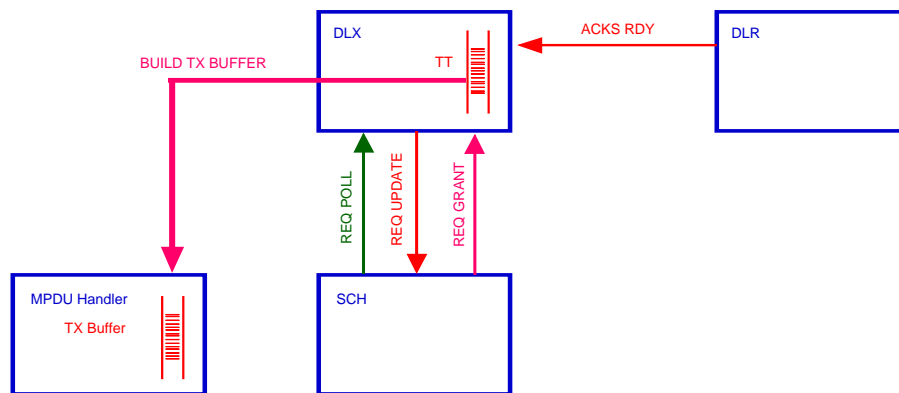 DLX
ACKS RDY
DLR
BUILD TX BUFFER
TT
REQ POLL
REQ UPDATE
REQ GRANT
MPDU Handler
TX Buffer
SCH